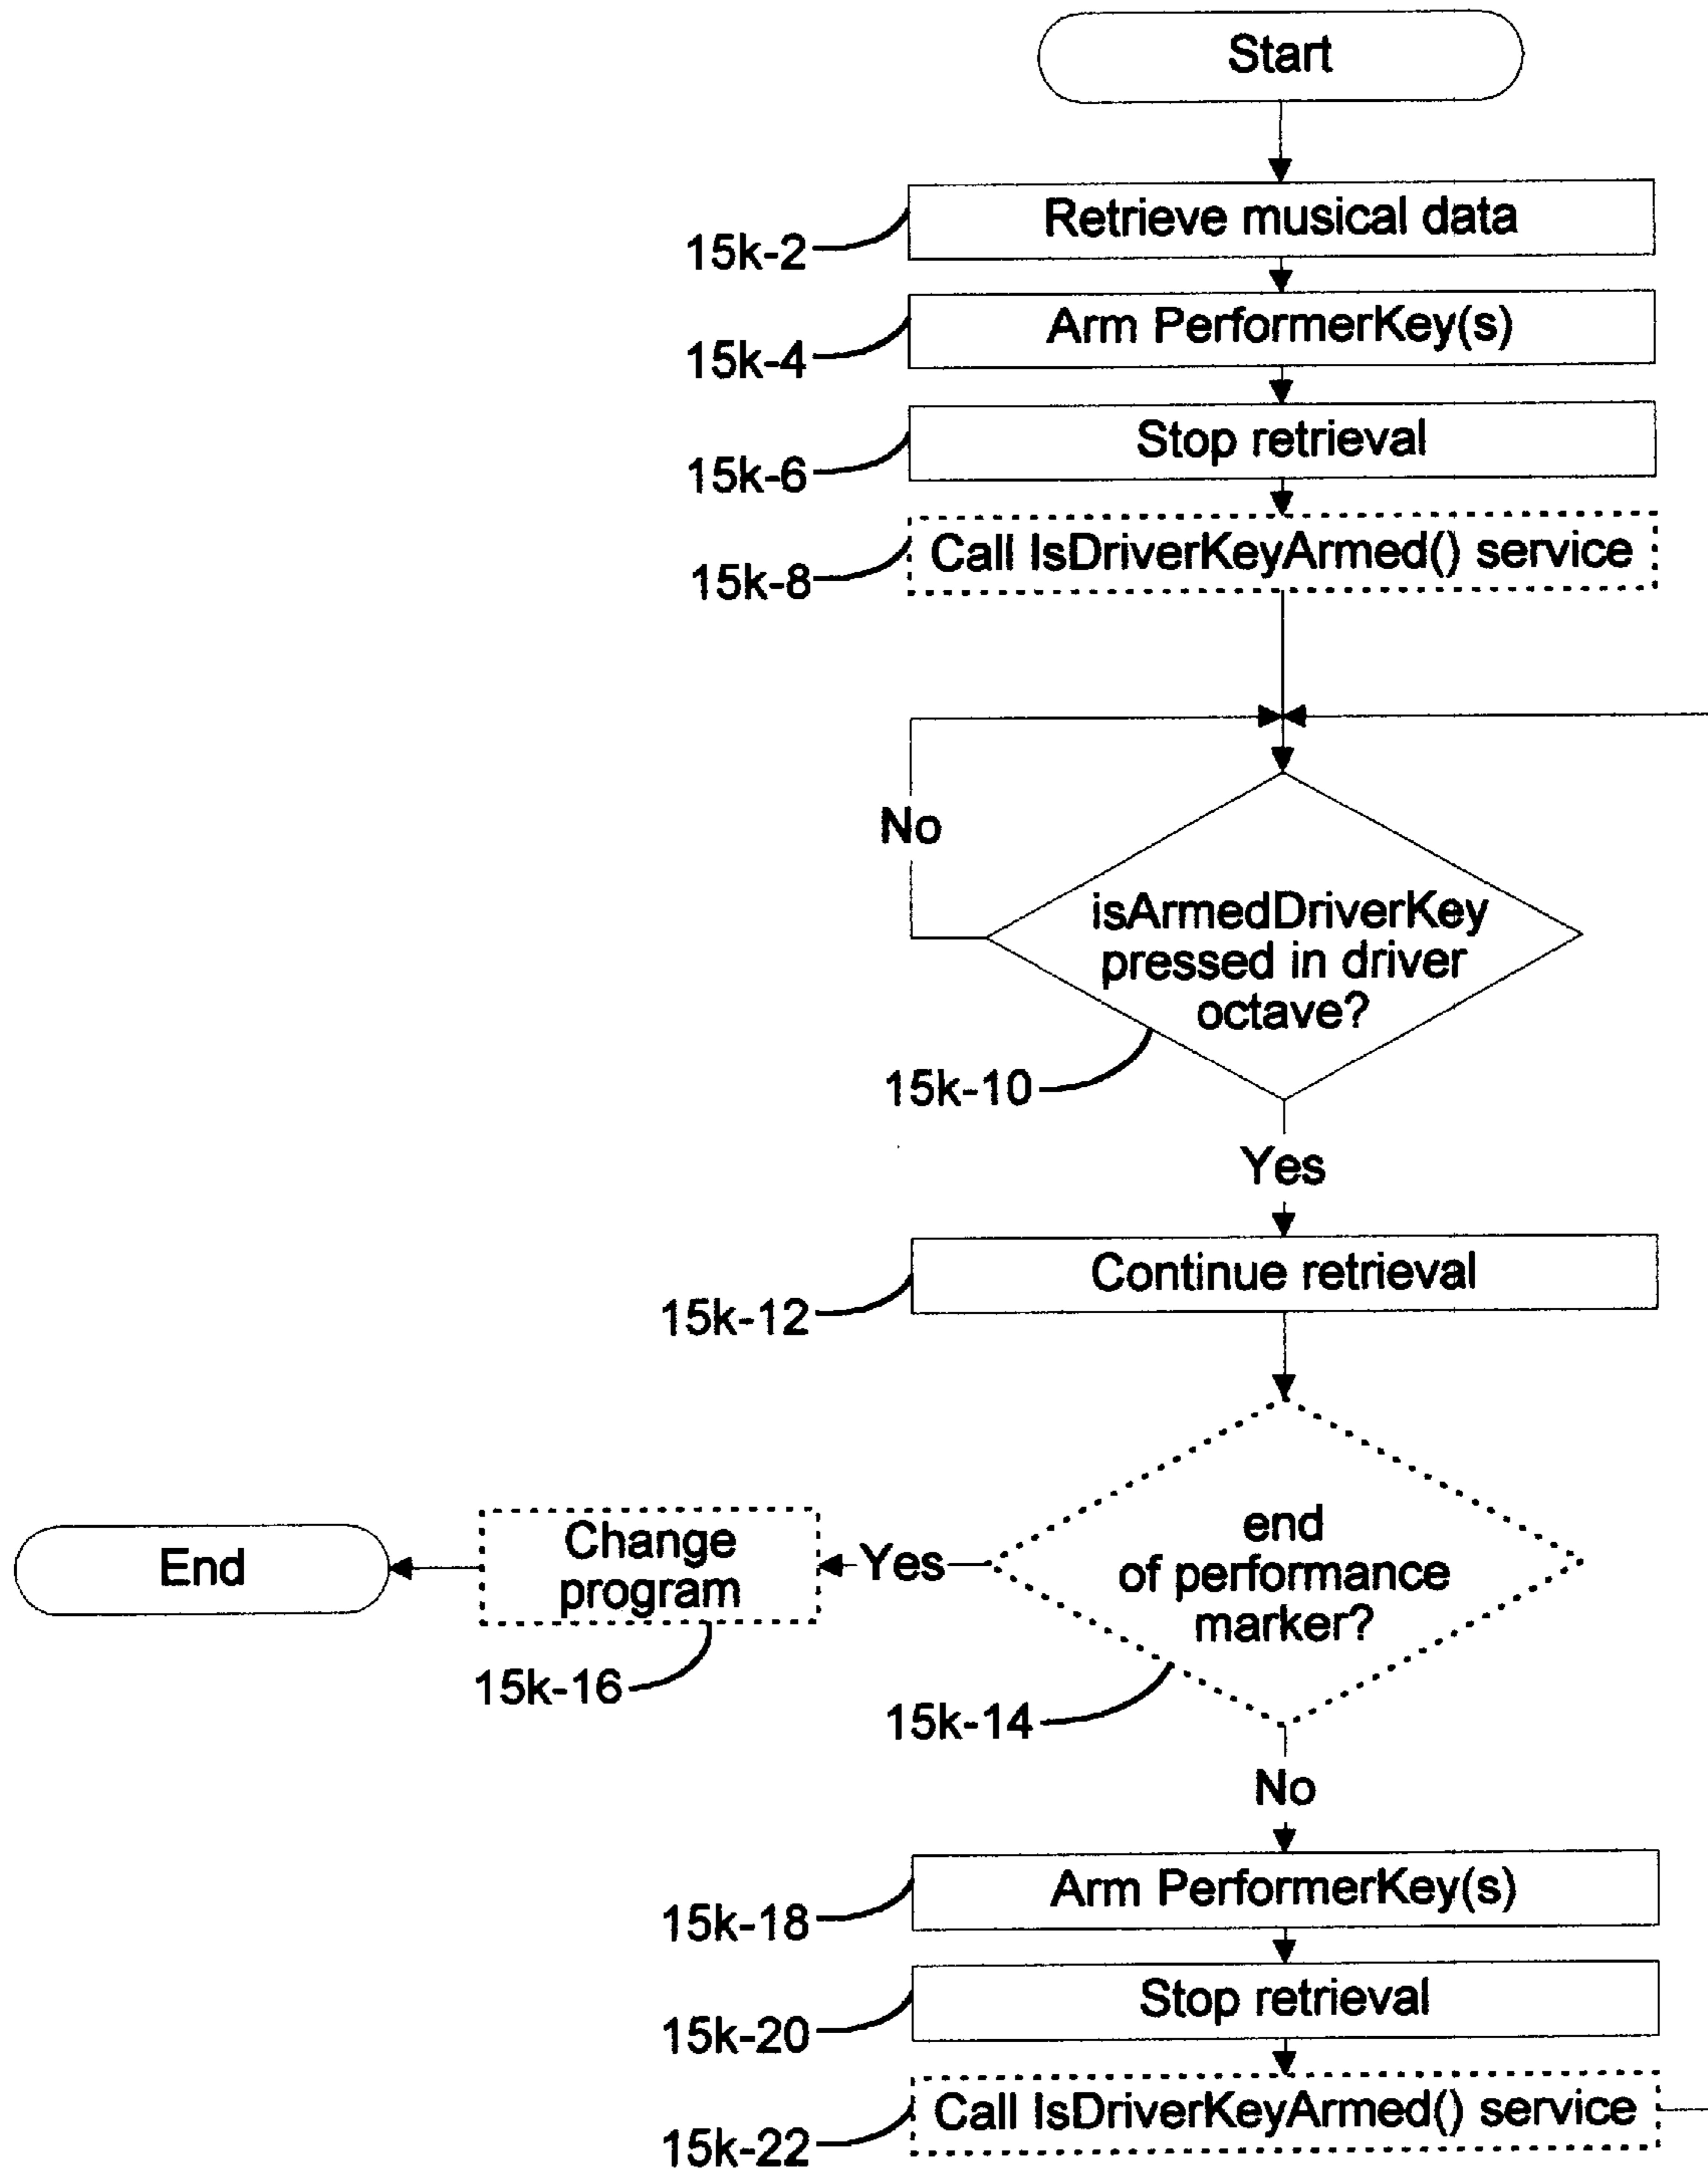 Start
Retrieve musical data
15k-2
Arm PerformerKey(s)
15k-4
Stop retrieval
15k-6
Call IsDriverKeyArmed() service
15k-8
No
isArmedDriverKey
pressed in driver
octave?
15k-10
Yes
Continue retrieval
15k-12
end
of performance
marker?
Yes
Change
program
End
15k-16
15k-14
No
Arm PerformerKey(s)
15k-18
Stop retrieval
15k-20
Call IsDriverKeyArmed() service
15k-22